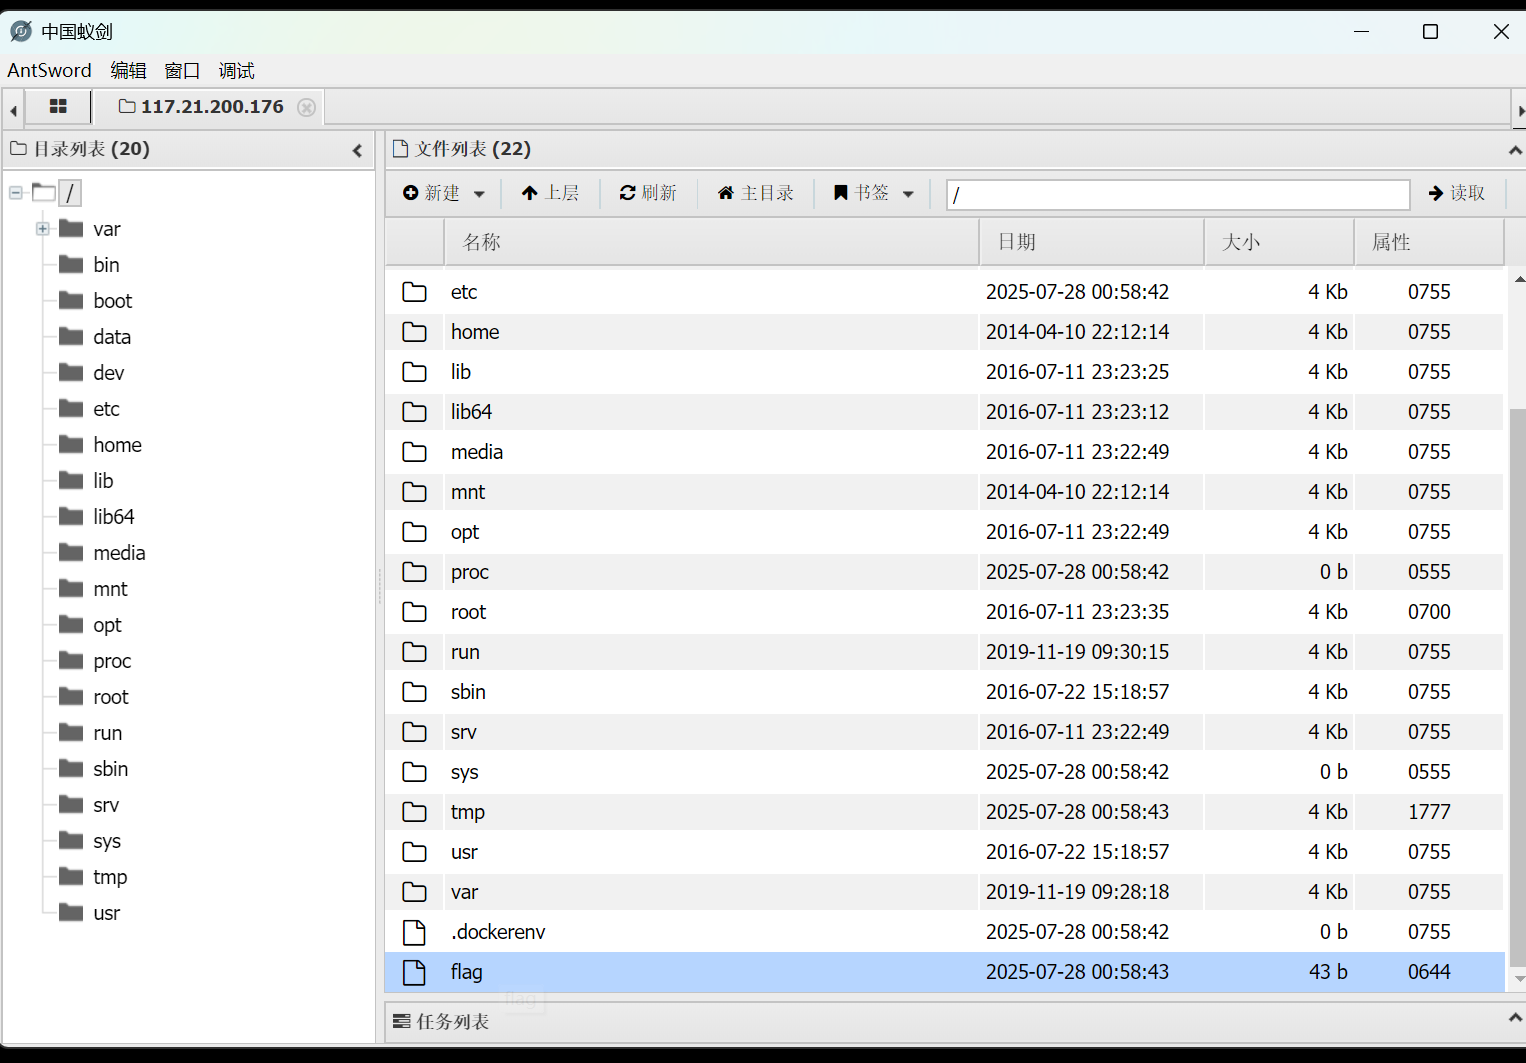 中国蚁剑
AntSword 编辑 窗口 调试
117.21.200.176
目录列表 (20)
/
var
bin
boot
data
dev
etc
home
lib
lib64
media
mnt
opt
proc
root
run
sbin
srv
sys
tmp
usr
文件列表 (22)
新建 上层 刷新 主目录 书签 / 读取
名称 日期 大小 属性
etc 2025-07-28 00:58:42 4 Kb 0755
home 2014-04-10 22:12:14 4 Kb 0755
lib 2016-07-11 23:23:25 4 Kb 0755
lib64 2016-07-11 23:23:12 4 Kb 0755
media 2016-07-11 23:22:49 4 Kb 0755
mnt 2014-04-10 22:12:14 4 Kb 0755
opt 2016-07-11 23:22:49 4 Kb 0755
proc 2025-07-28 00:58:42 0 b 0555
root 2016-07-11 23:23:35 4 Kb 0700
run 2019-11-19 09:30:15 4 Kb 0755
sbin 2016-07-22 15:18:57 4 Kb 0755
srv 2016-07-11 23:22:49 4 Kb 0755
sys 2025-07-28 00:58:42 0 b 0555
tmp 2025-07-28 00:58:43 4 Kb 1777
usr 2016-07-22 15:18:57 4 Kb 0755
var 2019-11-19 09:28:18 4 Kb 0755
.dockerenv 2025-07-28 00:58:42 0 b 0755
flag 2025-07-28 00:58:43 43 b 0644
flag
任务列表